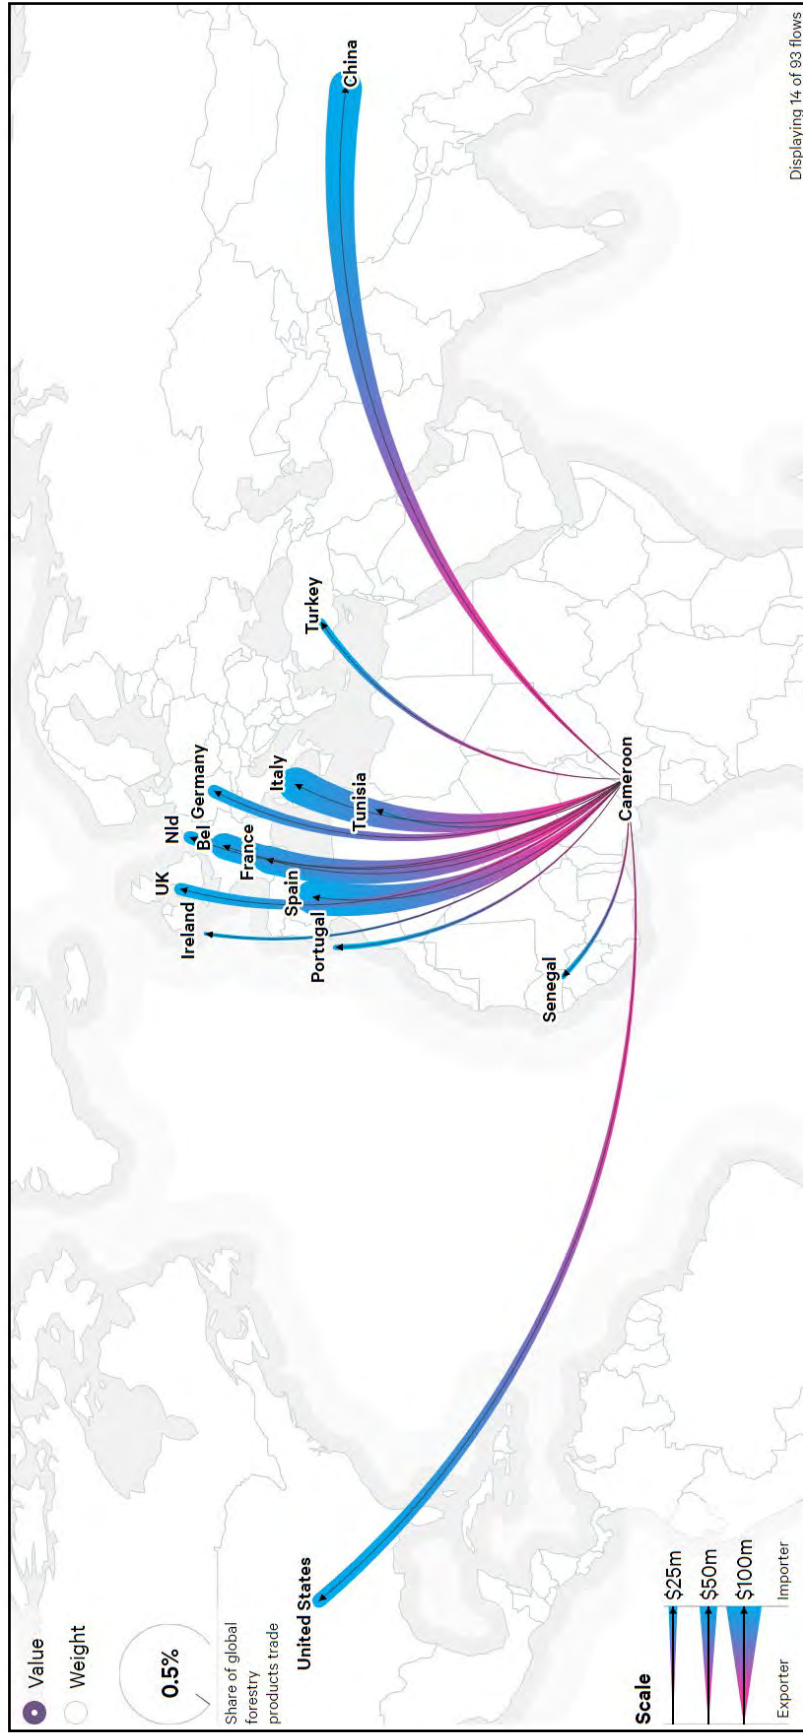 Value
Weight
0.5%
Share of global
forestry
products trade
United States
Ireland
UK
Nld
Bel
Germany
France
Spain
Portugal
Italy
Tunisia
Turkey
China
Senegal
Cameroon
Scale
$25m
$50m
$100m
Exporter
Importer
Displaying 14 of 93 flows